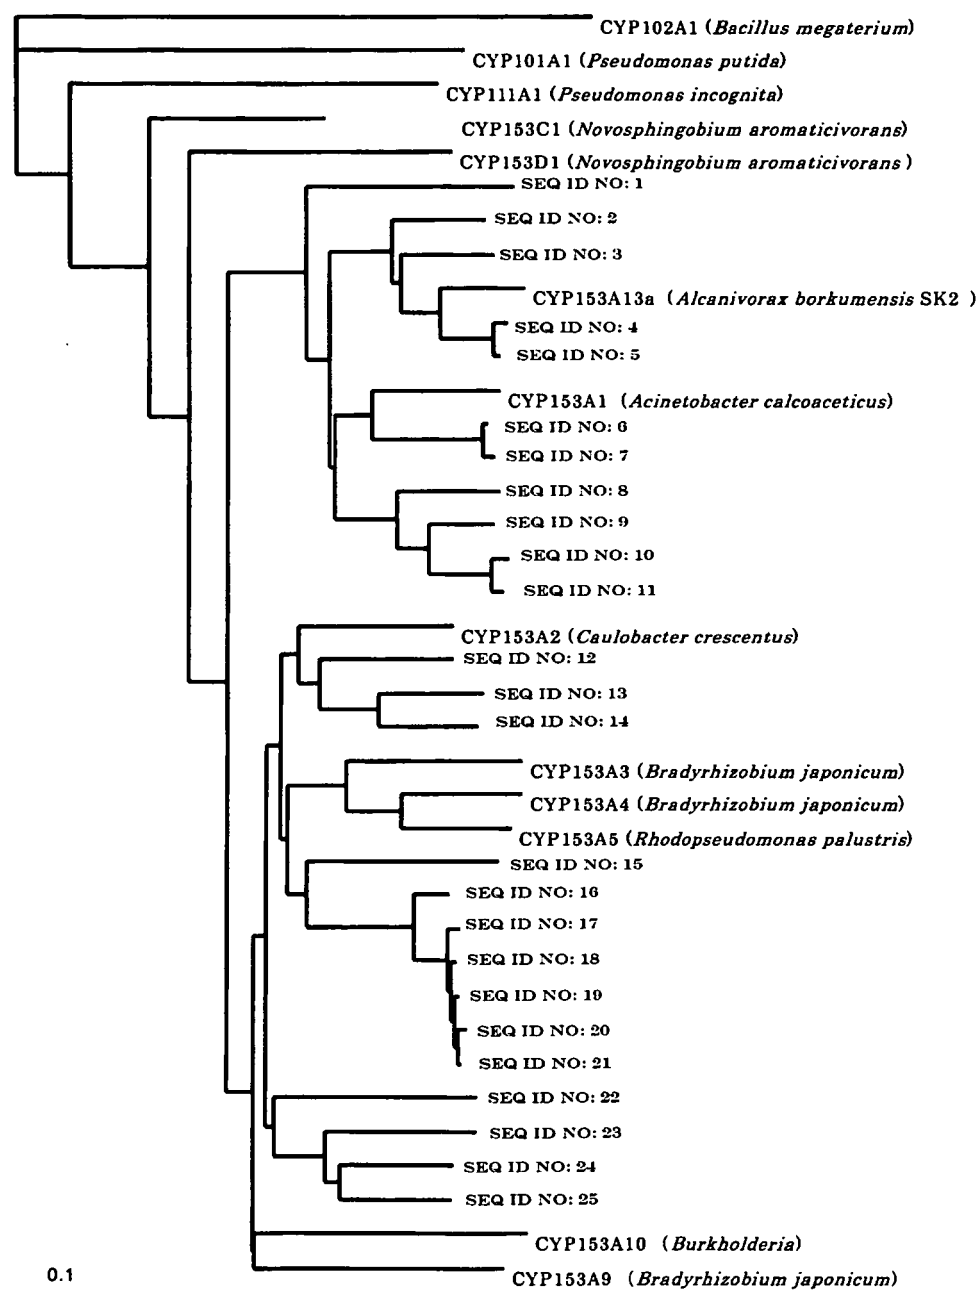 CYP102A1 (Bacillus megaterium)
CYP101A1 (Pseudomonas putida)
CYP111A1 (Pseudomonas incognita)
CYP153C1 (Novosphingobium aromaticivorans)
CYP153D1 (Novosphingobium aromaticivorans )
SEQ ID NO: 1
SEQ ID NO: 2
SEQ ID NO: 3
CYP153A13a (Alcanivorax borkumensis SK2 )
SEQ ID NO: 4
SEQ ID NO: 5
CYP153A1 (Acinetobacter calcoaceticus)
SEQ ID NO: 6
SEQ ID NO: 7
SEQ ID NO: 8
SEQ ID NO: 9
SEQ ID NO: 10
SEQ ID NO: 11
CYP153A2 (Caulobacter crescentus)
SEQ ID NO: 12
SEQ ID NO: 13
SEQ ID NO: 14
CYP153A3 (Bradyrhizobium japonicum)
CYP153A4 (Bradyrhizobium japonicum)
CYP153A5 (Rhodopseudomonas palustris)
SEQ ID NO: 15
SEQ ID NO: 16
SEQ ID NO: 17
SEQ ID NO: 18
SEQ ID NO: 19
SEQ ID NO: 20
SEQ ID NO: 21
SEQ ID NO: 22
SEQ ID NO: 23
SEQ ID NO: 24
SEQ ID NO: 25
CYP153A10 (Burkholderia)
0.1
CYP153A9 (Bradyrhizobium japonicum)